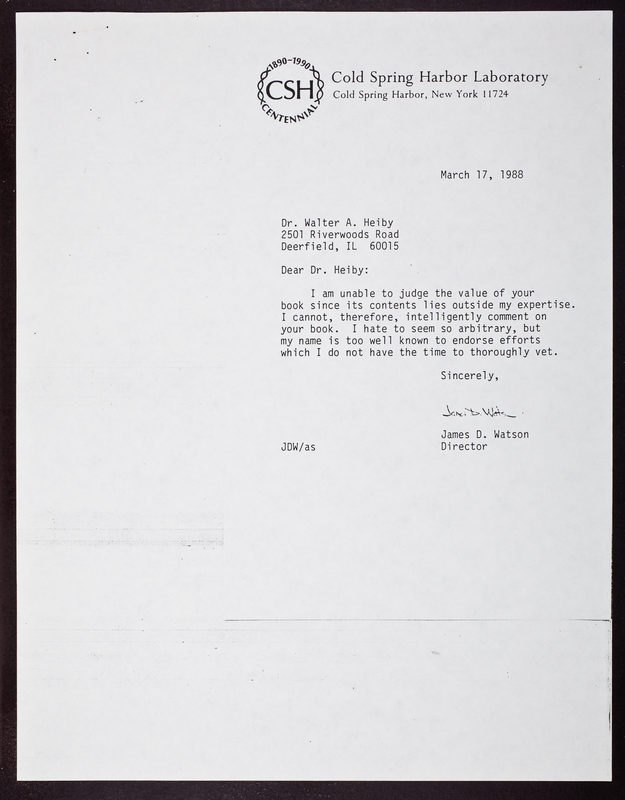 1890-1990
CSH
CENTENNIAL
Cold Spring Harbor Laboratory
Cold Spring Harbor, New York 11724
March 17, 1988
Dr. Walter A. Heiby
2501 Riverwoods Road
Deerfield, IL 60015
Dear Dr. Heiby:
I am unable to judge the value of your
book since its contents lies outside my expertise.
I cannot, therefore, intelligently comment on
your book. I hate to seem so arbitrary, but
my name is too well known to endorse efforts
which I do not have the time to thoroughly vet.
Sincerely,
James D. Watson
James D. Watson
JDW/as
Director